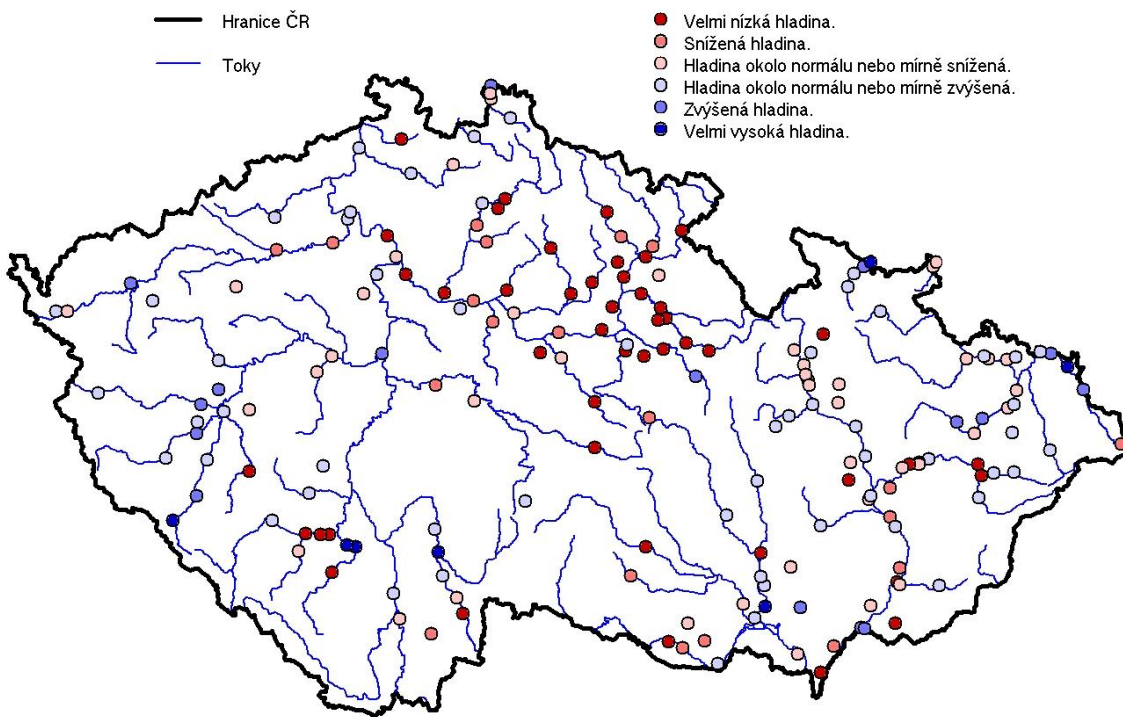 Hranice ČR
Toky
Velmi nízká hladina.
Snížená hladina.
Hladina okolo normálu nebo mírně snížená.
Hladina okolo normálu nebo mírně zvýšená.
Zvýšená hladina.
Velmi vysoká hladina.